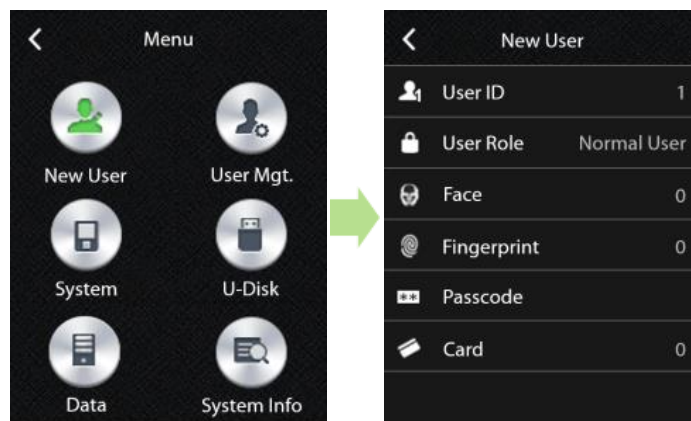 Menu
New User
User Mgt.
System
U-Disk
Data
System Info
New User
User ID 1
User Role Normal User
Face 0
Fingerprint 0
** Passcode
Card 0